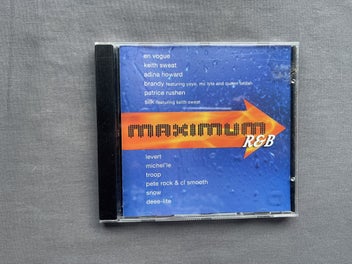 en vogue
keith sweat
adina howard
brandy featuring yoyo, mc lyte and queen latifah
patrice rushen
silk featuring keith sweat
MAXIMUM
R&B
levert
michel'le
troop
pete rock & cl smooth
snow
deee-lite